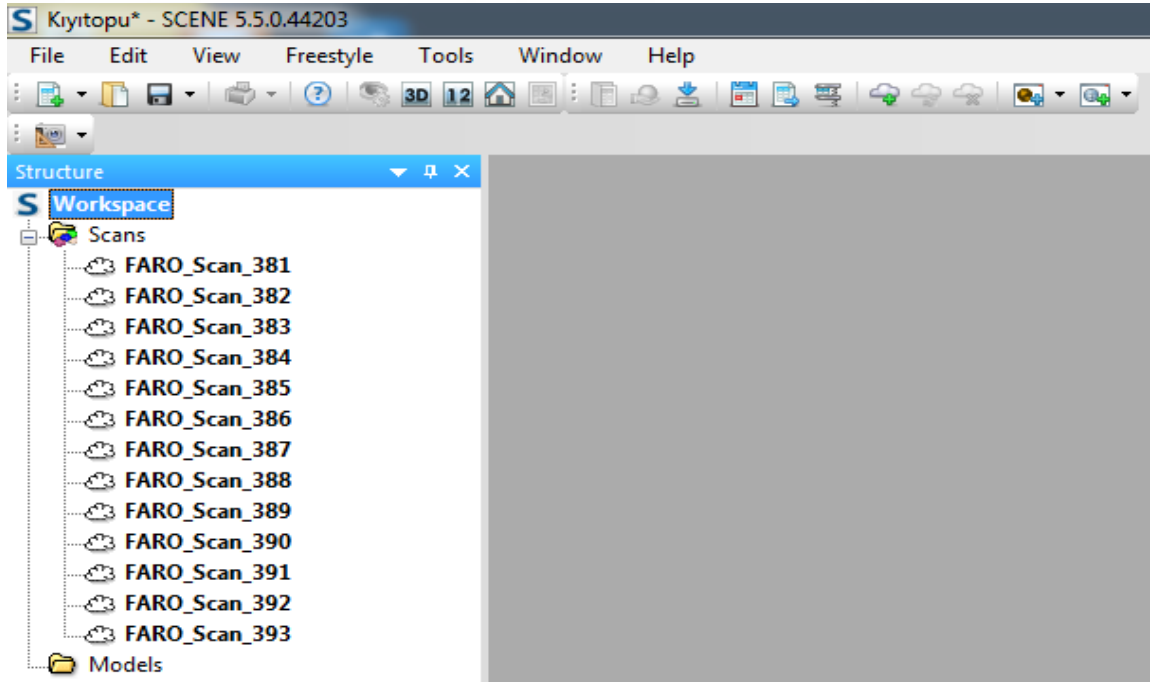 S Kıyıtopu* - SCENE 5.5.0.44203
File Edit View Freestyle Tools Window Help
3D 12
Structure
S Workspace
Scans
FARO_Scan_381
FARO_Scan_382
FARO_Scan_383
FARO_Scan_384
FARO_Scan_385
FARO_Scan_386
FARO_Scan_387
FARO_Scan_388
FARO_Scan_389
FARO_Scan_390
FARO_Scan_391
FARO_Scan_392
FARO_Scan_393
Models